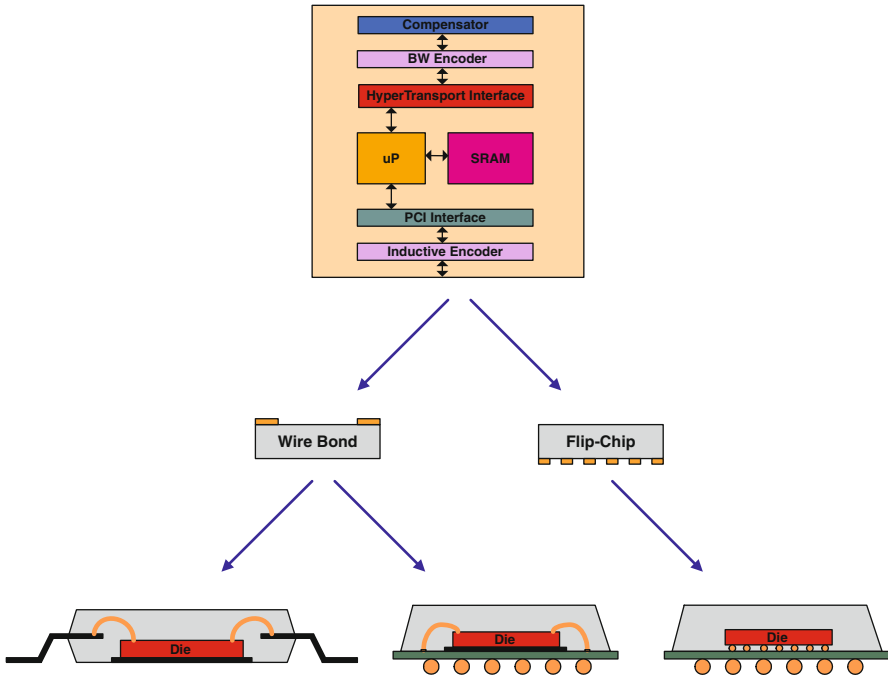 Compensator
BW Encoder
HyperTransport Interface
uP
SRAM
PCI Interface
Inductive Encoder
Wire Bond
Flip-Chip
Die
Die
Die